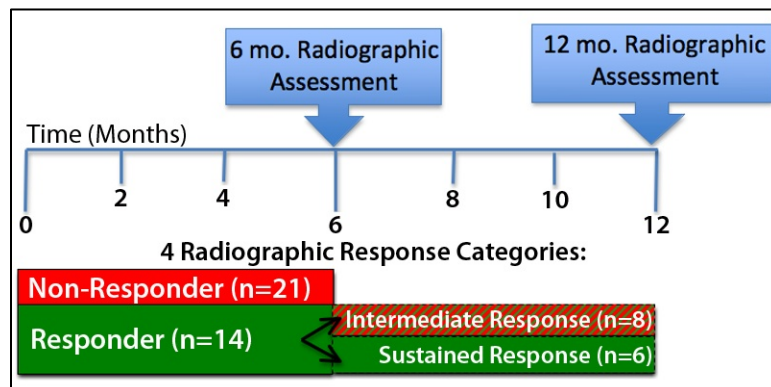 6 mo. Radiographic
Assessment
12 mo. Radiographic
Assessment
Time (Months)
0
2
4
6
8
10
12
4 Radiographic Response Categories:
Non-Responder (n=21)
Responder (n=14)
Intermediate Response (n=8)
Sustained Response (n=6)